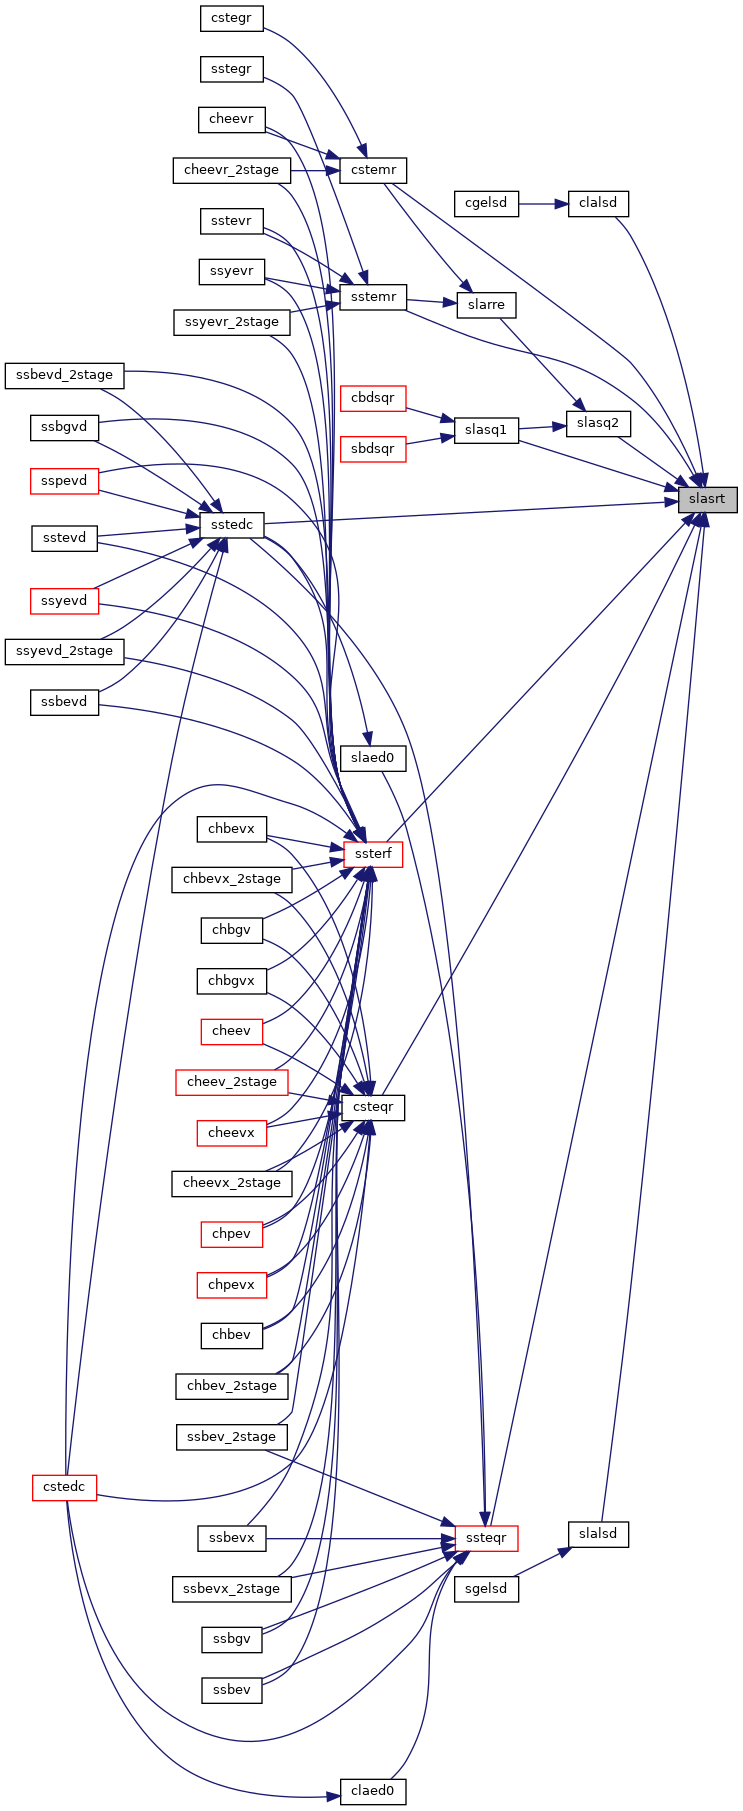 cstegr
sstegr
cheevr
cheevr_2stage
cstemr
cgelsd
clalsd
sstevr
ssyevr
sstemr
slarre
ssyevr_2stage
ssbevd_2stage
cbdsqr
ssbgvd
slasq1
slasq2
sbdsqr
sspevd
slasrt
sstedc
sstevd
ssyevd
ssyevd_2stage
ssbevd
slaed0
chbevx
ssterf
chbevx_2stage
chbgv
chbgvx
cheev
cheev_2stage
csteqr
cheevx
cheevx_2stage
chpev
chpevx
chbev
chbev_2stage
ssbev_2stage
cstedc
ssbevx
ssteqr
slalsd
ssbevx_2stage
sgelsd
ssbgv
ssbev
claed0